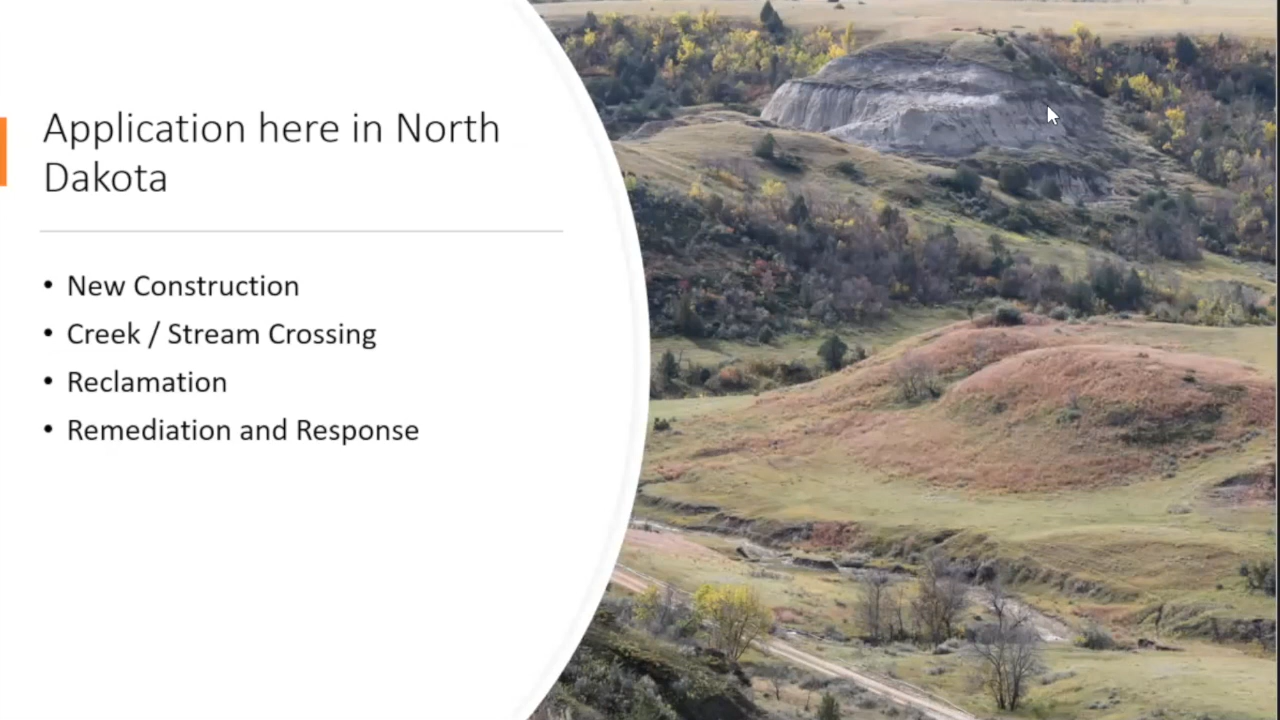 Application here in North
Dakota
• New Construction
• Creek / Stream Crossing
• Reclamation
• Remediation and Response